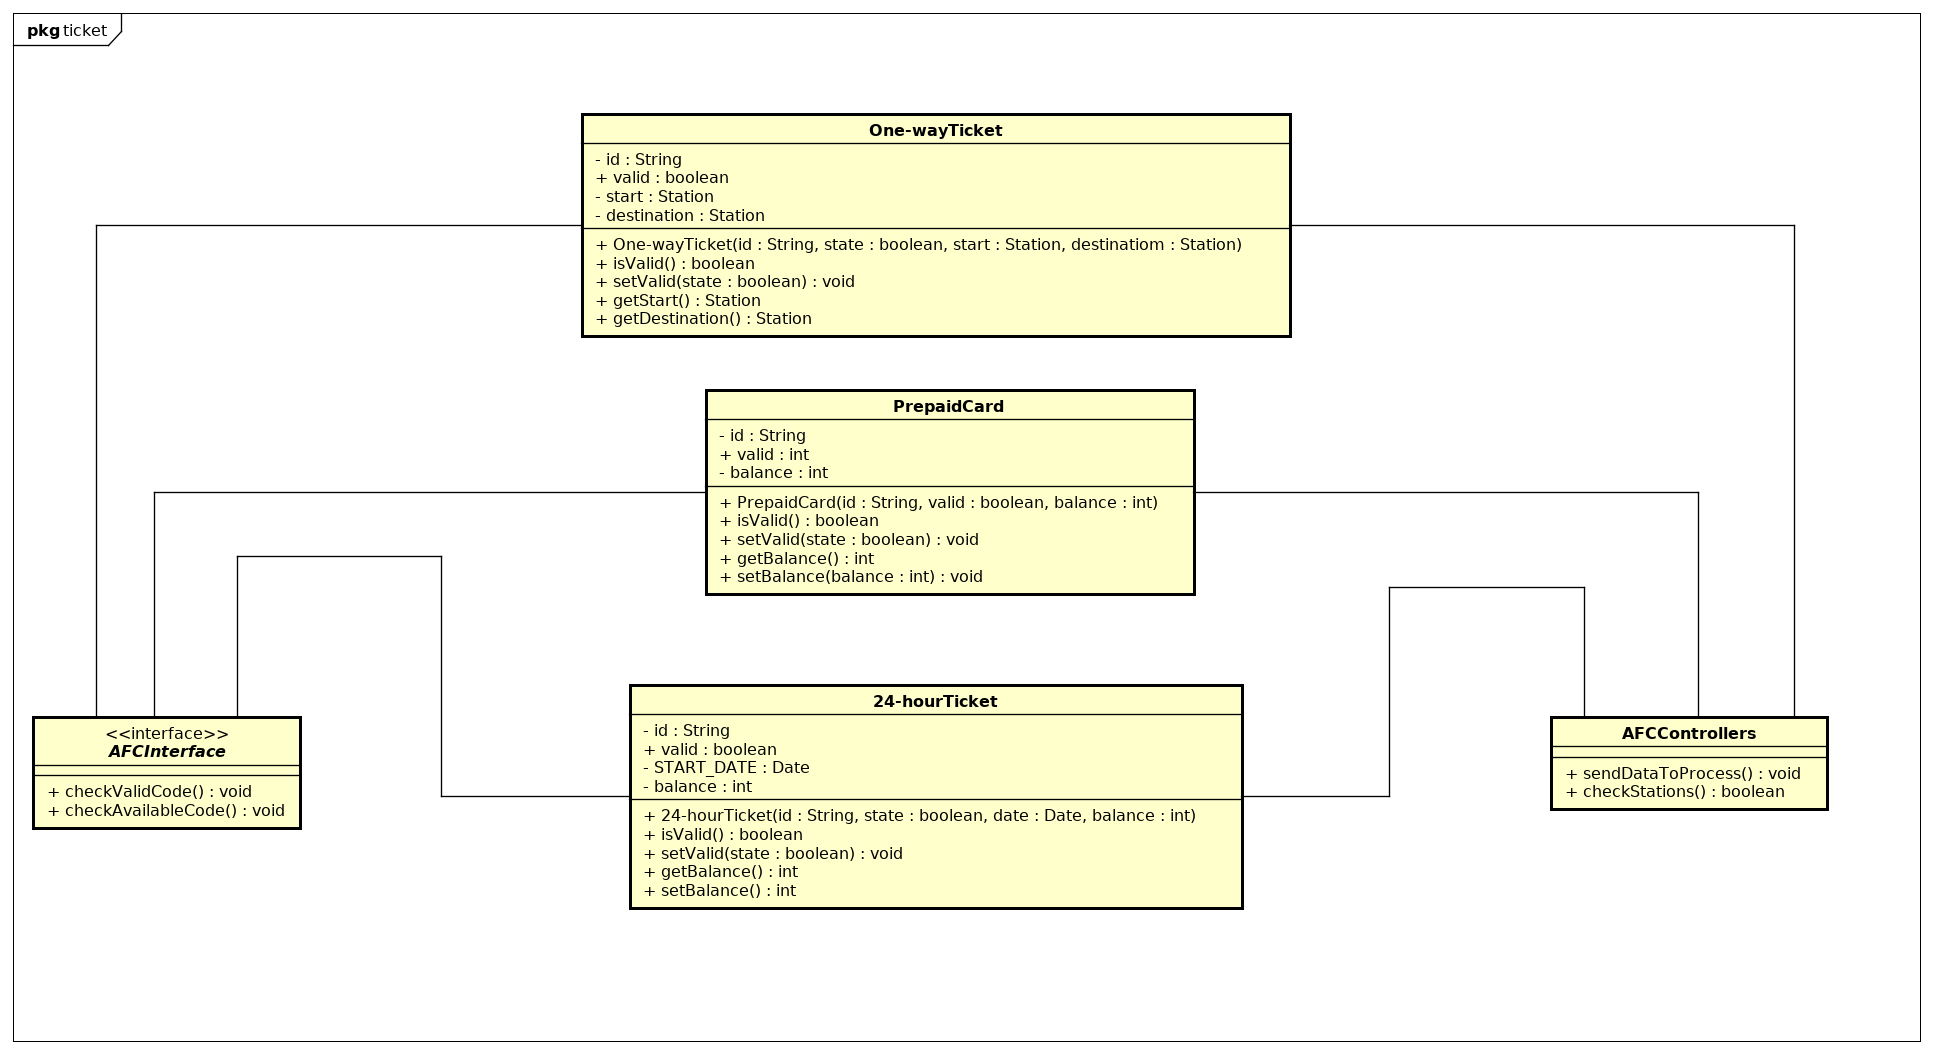 pkg ticket
One-wayTicket
- id : String
+ valid : boolean
- start : Station
- destination : Station
+ One-wayTicket(id : String, state : boolean, start : Station, destinatiom : Station)
+ isValid() : boolean
+ setValid(state : boolean) : void
+ getStart() : Station
+ getDestination() : Station
PrepaidCard
- id : String
+ valid : int
- balance : int
+ PrepaidCard(id : String, valid : boolean, balance : int)
+ isValid() : boolean
+ setValid(state : boolean) : void
+ getBalance() : int
+ setBalance(balance : int) : void
24-hourTicket
- id : String
+ valid : boolean
- START_DATE : Date
- balance : int
+ 24-hourTicket(id : String, state : boolean, date : Date, balance : int)
+ isValid() : boolean
+ setValid(state : boolean) : void
+ getBalance() : int
+ setBalance() : int
<<interface>>
AFCInterface
+ checkValidCode() : void
+ checkAvailableCode() : void
AFCControllers
+ sendDataToProcess() : void
+ checkStations() : boolean